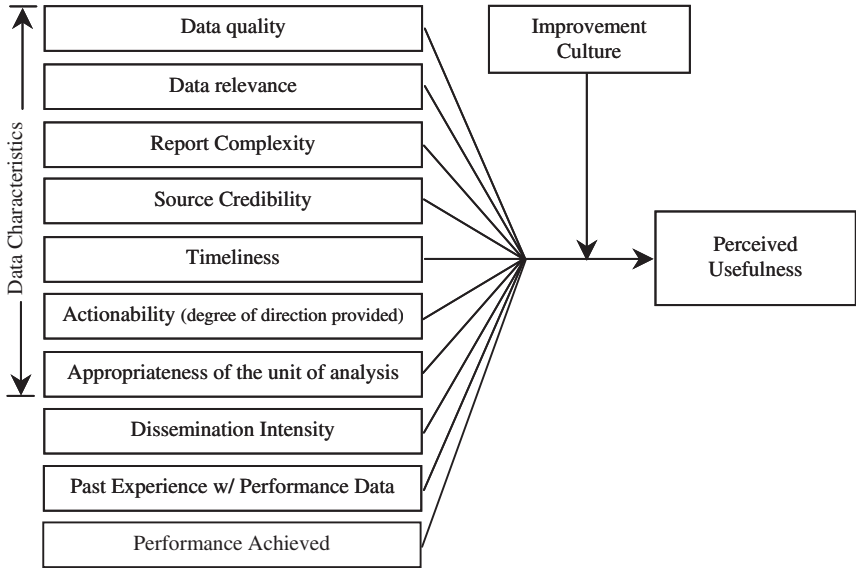 Data Characteristics
Data quality
Data relevance
Report Complexity
Source Credibility
Timeliness
Actionability (degree of direction provided)
Appropriateness of the unit of analysis
Dissemination Intensity
Past Experience w/ Performance Data
Performance Achieved
Improvement
Culture
Perceived
Usefulness